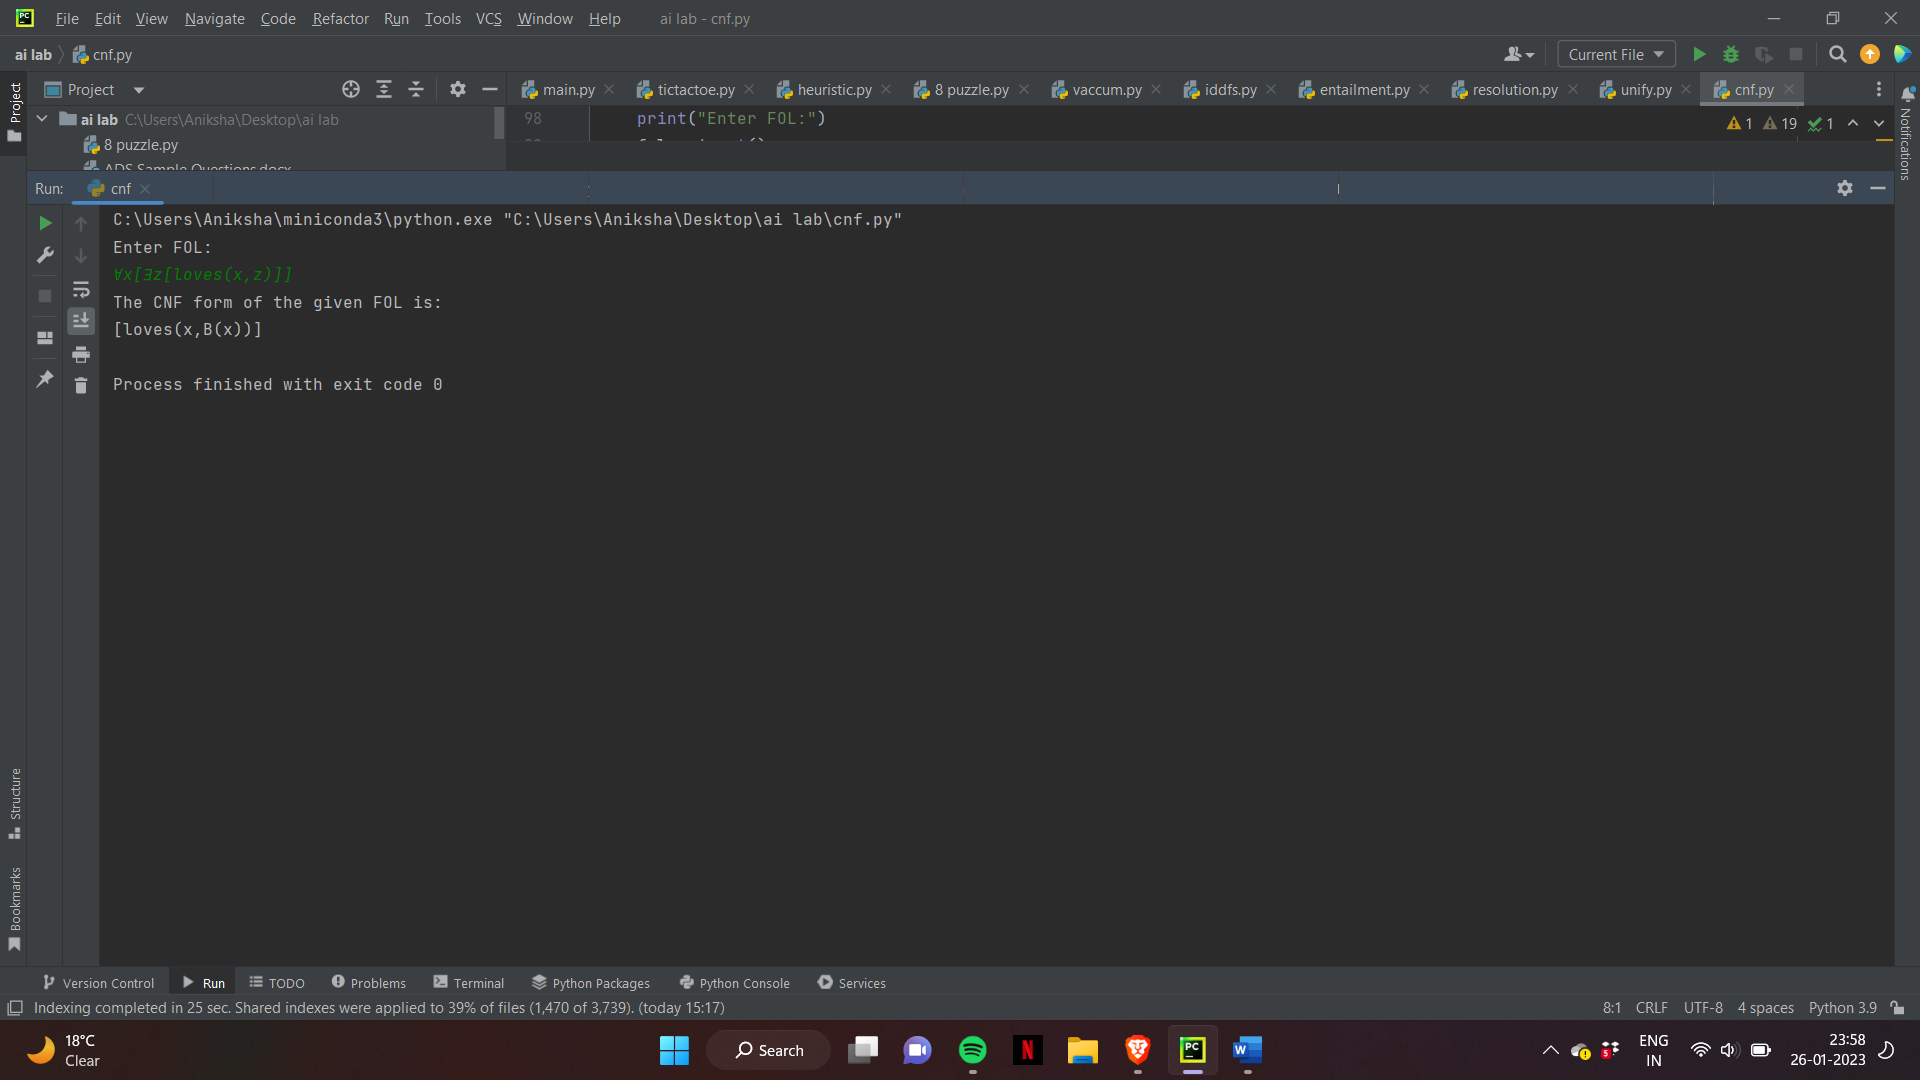 File Edit View Navigate Code Refactor Run Tools VCS Window Help ai lab - cnf.py
ai lab cnf.py Current File
Project main.py tictactoe.py heuristic.py 8 puzzle.py vaccum.py iddfs.py entailment.py resolution.py unify.py cnf.py
Project
Notifications
ai lab C:\Users\Aniksha\Desktop\ai lab
98 print("Enter FOL:")
1 19 1
8 puzzle.py
ADS Sample Questions.docx
Run: cnf
C:\Users\Aniksha\miniconda3\python.exe "C:\Users\Aniksha\Desktop\ai lab\cnf.py"
Enter FOL:
∀x[∃z[loves(x,z)]]
The CNF form of the given FOL is:
[loves(x,B(x))]
Process finished with exit code 0
Structure
Bookmarks
Version Control Run TODO Problems Terminal Python Packages Python Console Services
Indexing completed in 25 sec. Shared indexes were applied to 39% of files (1,470 of 3,739). (today 15:17) 8:1 CRLF UTF-8 4 spaces Python 3.9
18°C
Clear
Search
ENG
IN
23:58
26-01-2023